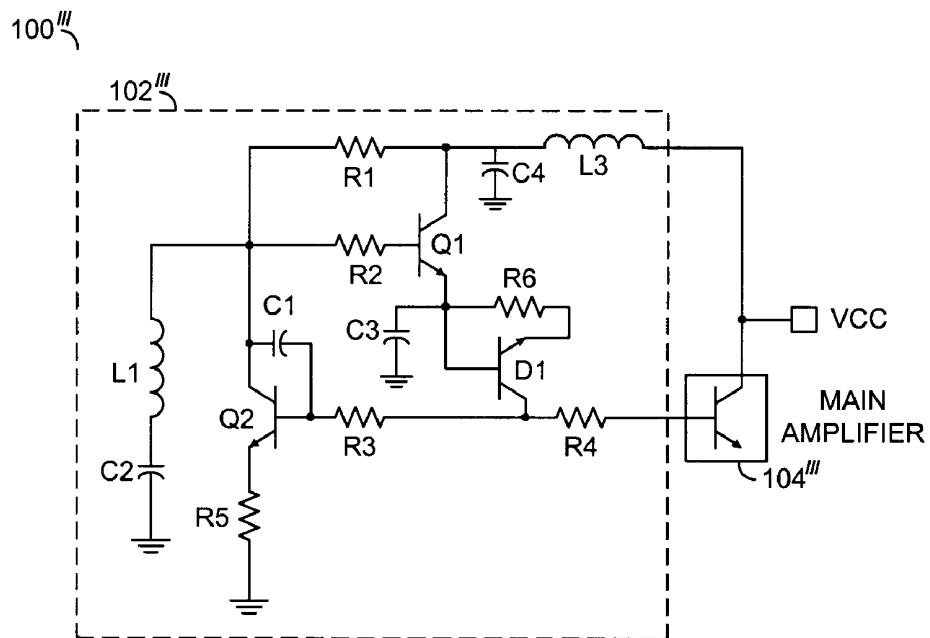 100'''
102'''
R1
C4
L3
R2
Q1
R6
C1
C3
VCC
L1
D1
Q2
R3
R4
MAIN
AMPLIFIER
C2
104'''
R5